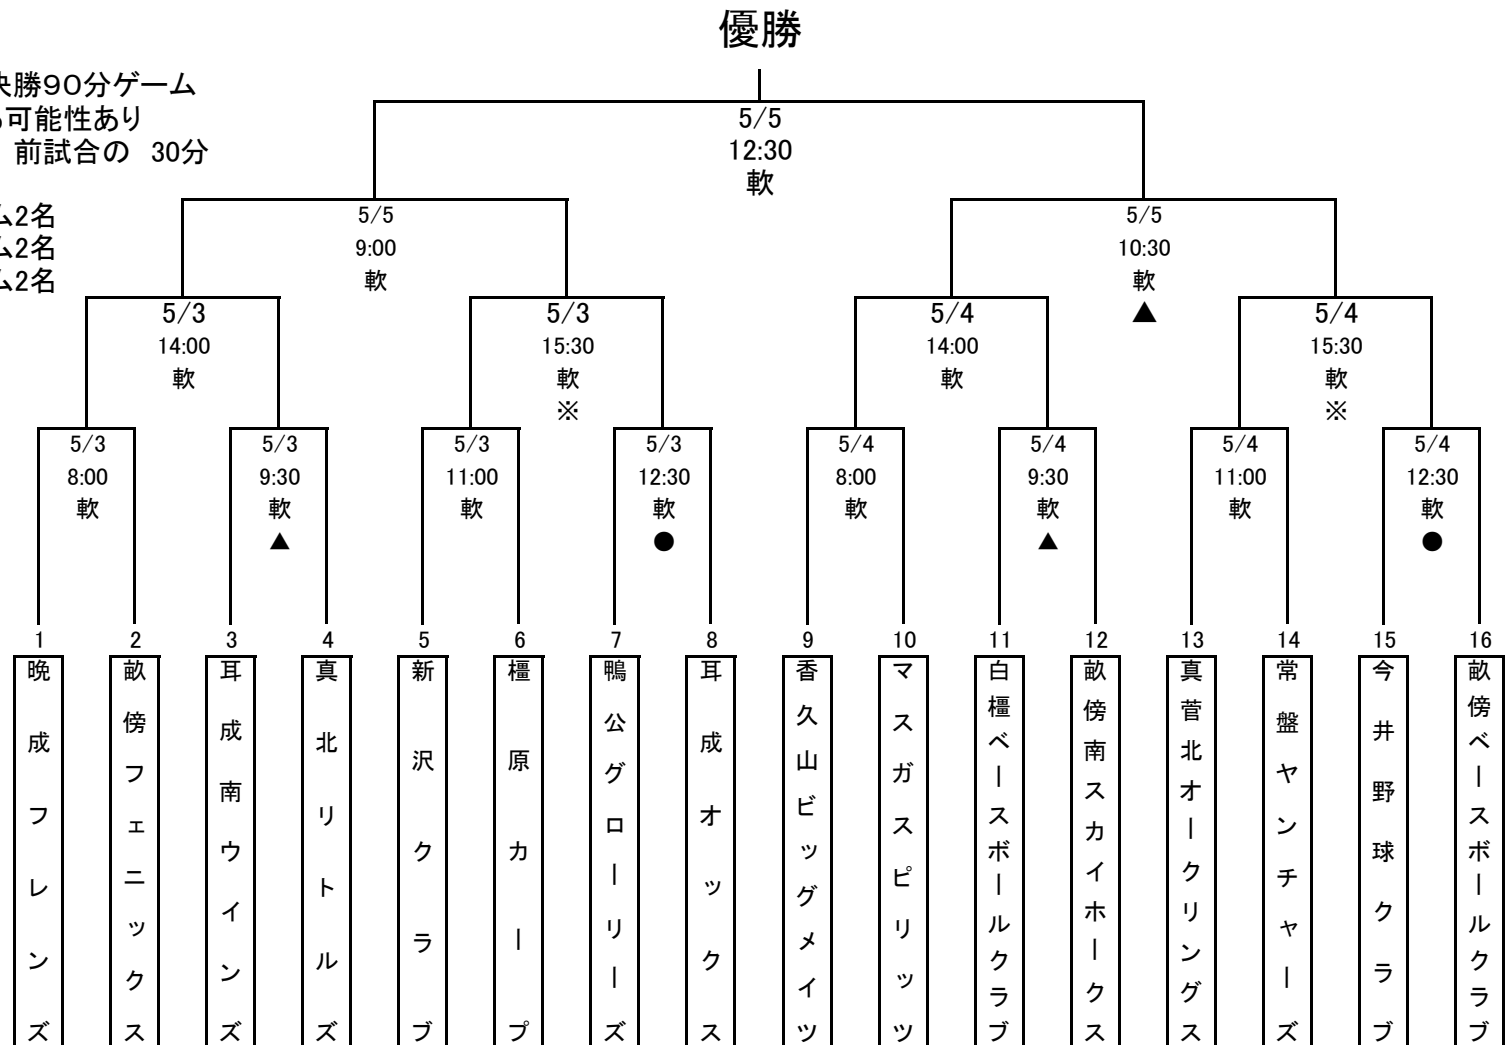 優勝
決勝90分ゲーム
可能性あり
前試合の 30分
ム2名
ム2名
ム2名
5/5
12:30
軟
5/5
9:00
軟
5/5
10:30
軟
▲
5/3
14:00
軟
5/3
15:30
軟
※
5/4
14:00
軟
5/4
15:30
軟
※
5/3
8:00
軟
5/3
9:30
軟
▲
5/3
11:00
軟
5/3
12:30
軟
●
5/4
8:00
軟
5/4
9:30
軟
▲
5/4
11:00
軟
5/4
12:30
軟
●
1 2 3 4 5 6 7 8 9 10 11 12 13 14 15 16
晩成フレンズ
畝傍フェニックス
耳成南ウインズ
真北リトルズ
新沢クラブ
橿原カープ
鴨公グローリーズ
耳成オックス
香久山ビッグメイツ
マスガスピリッツ
白橿ベースボールクラブ
畝傍南スカイホークス
真菅北オークリングス
常盤ヤンチャーズ
今井野球クラブ
畝傍ベースボールクラブ